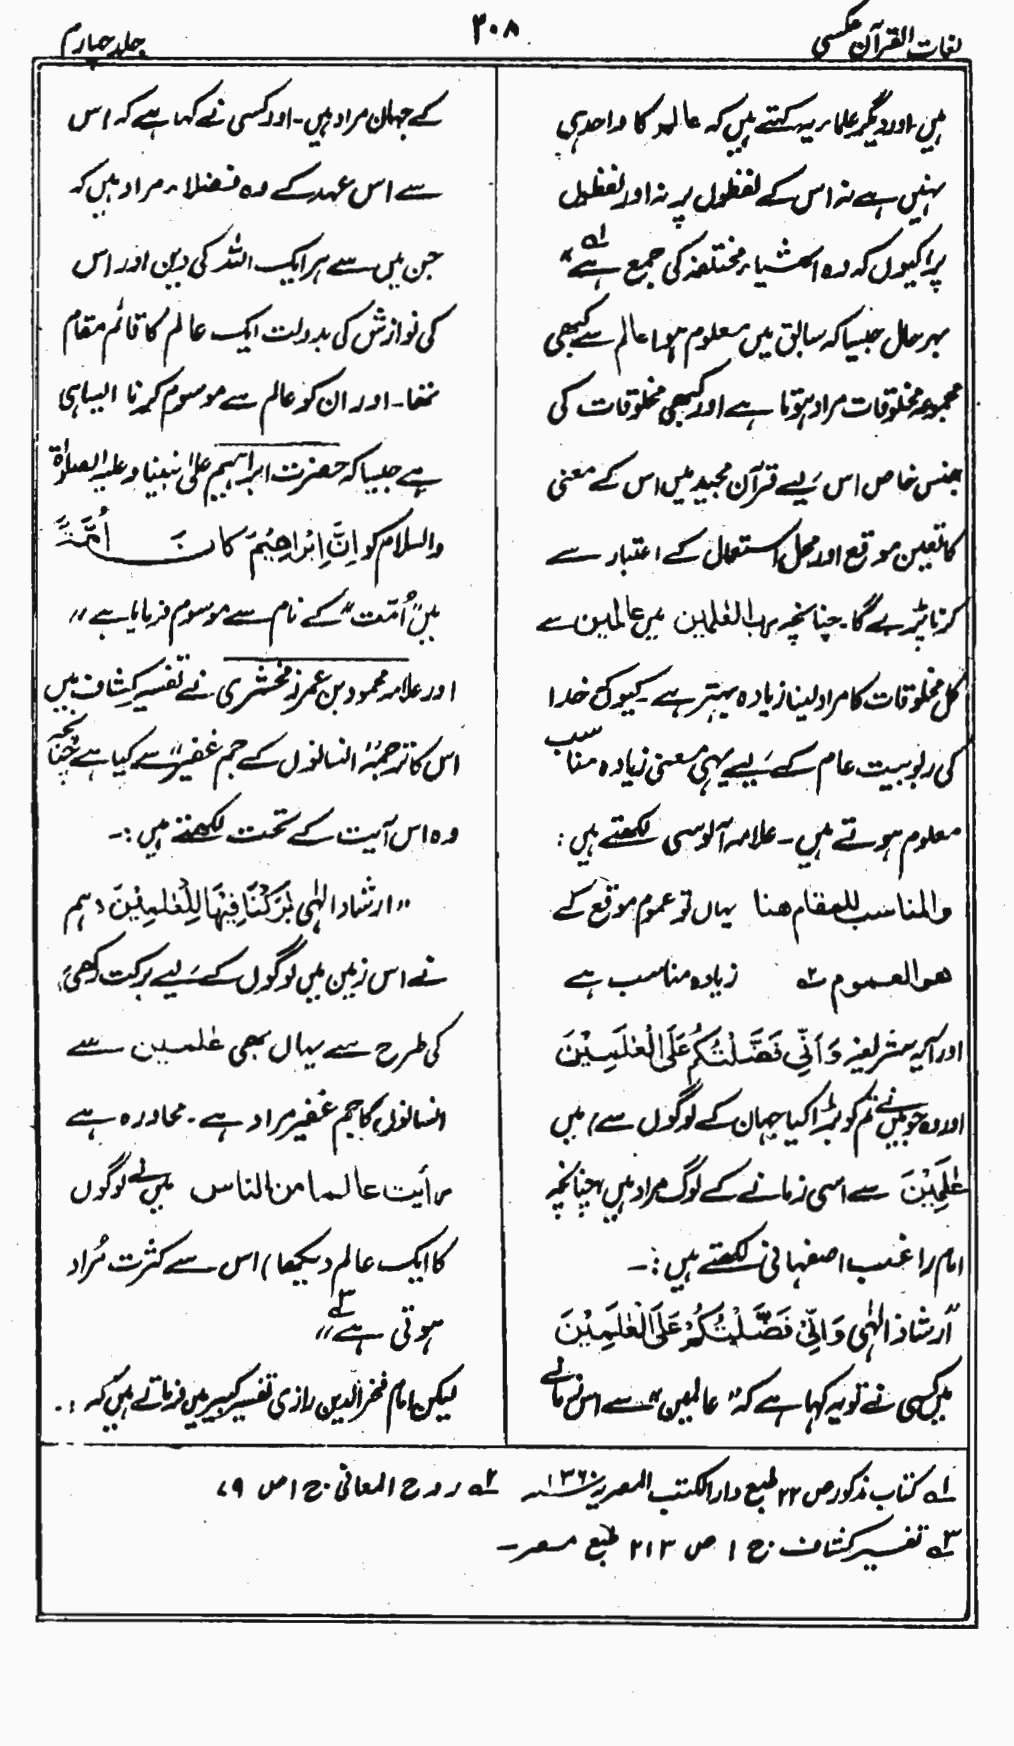 لغات القرآن عکسی
۳۰۸
جلد چہارم
ہیں۔ اور دیگر علماء یہ کہتے ہیں کہ عالم کا واحد ہی
نہیں ہے نہ اس کے لفظوں پر نہ اور لفظوں
پر، کیوں کہ وہ اشیاء مختلفہ کی جمع ہے"؂۱
بہر حال جیسا کہ سابق میں معلوم ہوا عالم سے کبھی
مجموعہ مخلوقات مراد ہوتا ہے اور کبھی مخلوقات کی
جنس خاص اس لیے قرآن مجید میں اس کے معنی
کا تعین موقع اور محل استعمال کے اعتبار سے
کرنا پڑے گا۔ چنانچہ رب العٰلمین میں عالمین سے
کل مخلوقات کا مراد لینا زیادہ بہتر ہے۔ کیوں کہ خدا
کی ربوبیت عام کے لیے یہی معنی زیادہ مناسب
معلوم ہوتے ہیں۔ علامہ آلوسی لکھتے ہیں:
والمناسب للمقام هنا یہاں تو عموم موقع کے
هو العموم ؂۲ زیادہ مناسب ہے
اور آیہ شریفہ وَاَنِّی فَضَّلْتُکُمْ عَلَی الْعٰلَمِیْنَ
اور وہ جو میں نے تم کو بڑا کیا جہان کے لوگوں سے) میں
عٰلَمِیْنَ سے اسی زمانے کے لوگ مراد ہیں، چنانچہ
امام راغب اصفہانی لکھتے ہیں:۔
"ارشاد الٰہی وَاَنِّیْ فَضَّلْتُکُمْ عَلَی الْعٰلَمِیْنَ
میں کسی نے تو یہ کہا ہے کہ "عالمین" سے اس زمانے
کے جہان مراد ہیں۔ اور کسی نے کہا ہے کہ اس
سے اس عہد کے وہ فضلاء مراد ہیں کہ
جن میں سے ہر ایک اللہ کی دین اور اس
کی نوازش کی بدولت ایک عالم کا قائم مقام
تھا۔ اور ان کو عالم سے موسوم کرنا ایسا ہی
ہے جیسا کہ حضرت ابراہیم علیٰ نبینا و علیہ الصلوٰۃ
والسلام کو اِنَّ اِبْرَاهِیْمَ کَانَ اُمَّةً
میں "اُمّت" کے نام سے موسوم فرمایا ہے"
اور علامہ محمود بن عمر زمخشری نے تفسیر کشاف میں
اس کا ترجمہ "انسانوں کے جم غفیر" سے کیا ہے چنانچہ
وہ اس آیت کے تحت لکھتے ہیں:۔
"ارشاد الٰہی بٰرَکْنَا فِیْهَا لِلْعٰلَمِیْنَ (ہم
نے اس زمین میں لوگوں کے لیے برکت رکھی)
کی طرح سے یہاں بھی عٰلمین سے
انسانوں کا جم غفیر مراد ہے۔ محاورہ ہے
رأیت عالما من الناس (میں نے لوگوں
کا ایک عالم دیکھا) اس سے کثرت مُراد
ہوتی ہے"؂۳
لیکن امام فخر الدین رازی تفسیر کبیر میں فرماتے ہیں کہ:۔
؂۱ کتاب مذکور ص ۲۲ طبع دار الکتب المصریہ ۱۳۶۰ھ ؂۲ روح المعانی ج ۱ ص ۷۹
؂۳ تفسیر کشاف ج ۱ ص ۲۱۳ طبع مصر۔